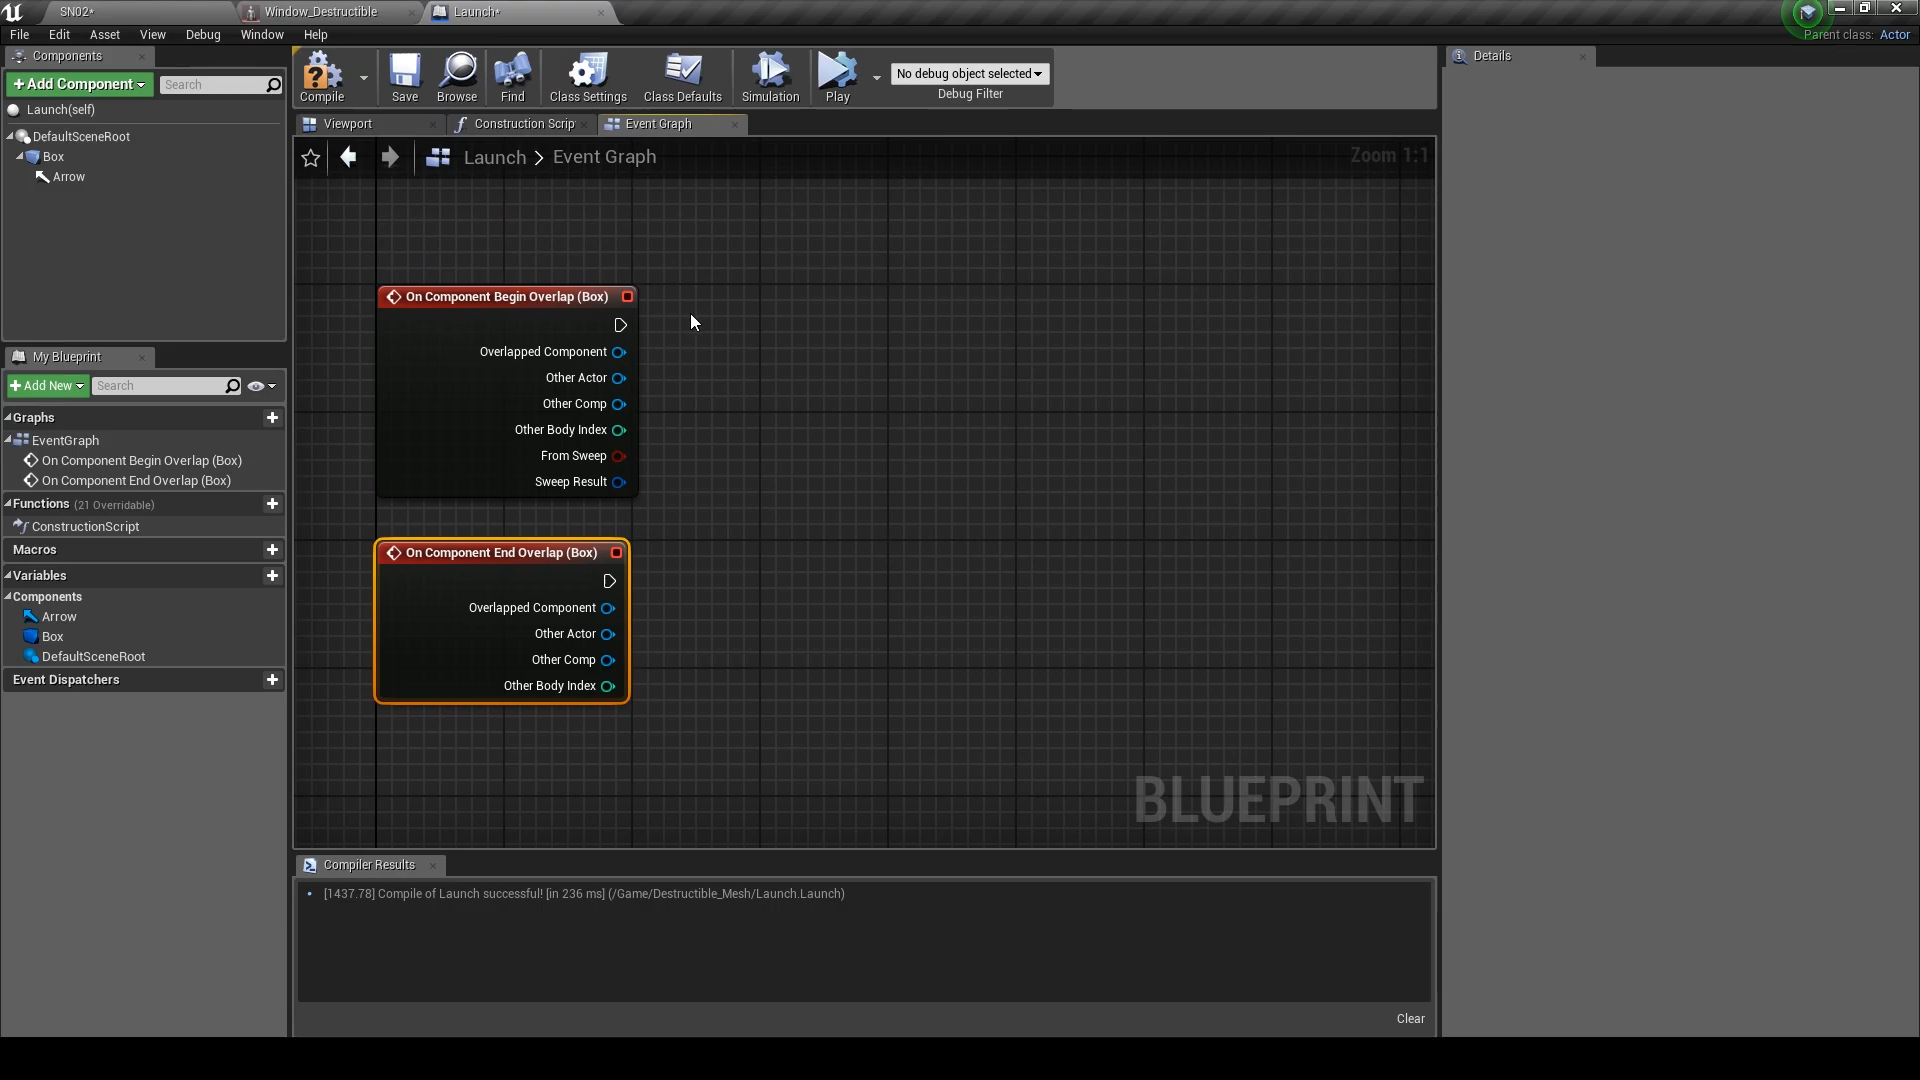 SN02*
Window_Destructible
Launch*
File Edit Asset View Debug Window Help
Parent class: Actor
Components
+ Add Component
Search
Launch(self)
DefaultSceneRoot
Box
Arrow
Compile
Save
Browse
Find
Class Settings
Class Defaults
Simulation
Play
No debug object selected
Debug Filter
Details
Viewport
Construction Scrip
Event Graph
Launch > Event Graph
Zoom 1:1
On Component Begin Overlap (Box)
Overlapped Component
Other Actor
Other Comp
Other Body Index
From Sweep
Sweep Result
On Component End Overlap (Box)
Overlapped Component
Other Actor
Other Comp
Other Body Index
BLUEPRINT
My Blueprint
+ Add New
Search
Graphs
EventGraph
On Component Begin Overlap (Box)
On Component End Overlap (Box)
Functions (21 Overridable)
ConstructionScript
Macros
Variables
Components
Arrow
Box
DefaultSceneRoot
Event Dispatchers
Compiler Results
[1437.78] Compile of Launch successful! [in 236 ms] (/Game/Destructible_Mesh/Launch.Launch)
Clear